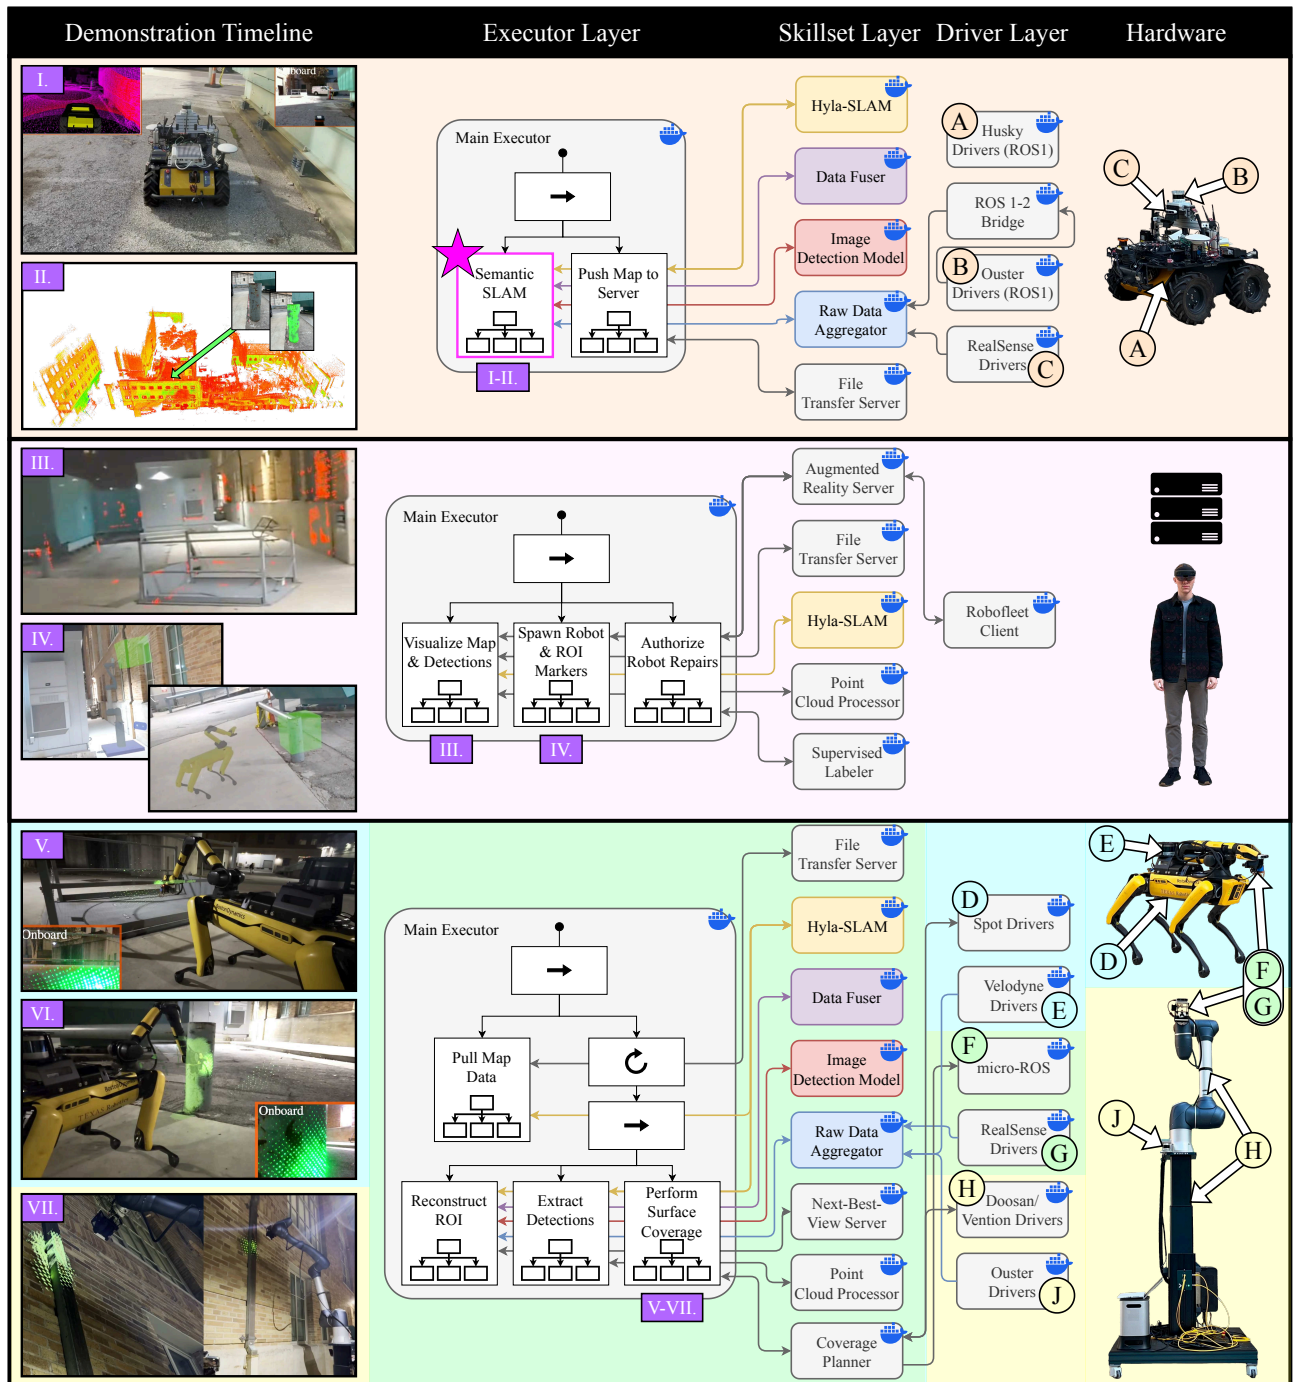 Demonstration Timeline
Executor Layer
Skillset Layer
Driver Layer
Hardware
I.
Main Executor
Semantic
SLAM
Push Map to
Server
I-II.
II.
Hyla-SLAM
Data Fuser
Image
Detection Model
Raw Data
Aggregator
File
Transfer Server
A
Husky
Drivers (ROS1)
ROS 1-2
Bridge
B
Ouster
Drivers (ROS1)
RealSense
Drivers
C
C
B
A
III.
IV.
Main Executor
Visualize Map
& Detections
Spawn Robot
& ROI
Markers
Authorize
Robot Repairs
III.
IV.
Augmented
Reality Server
File
Transfer Server
Hyla-SLAM
Point
Cloud Processor
Supervised
Labeler
Robofleet
Client
V.
Onboard
VI.
Onboard
VII.
Main Executor
Pull Map
Data
Reconstruct
ROI
Extract
Detections
Perform
Surface
Coverage
V-VII.
File
Transfer Server
Hyla-SLAM
Data Fuser
Image
Detection Model
Raw Data
Aggregator
Next-Best-
View Server
Point
Cloud Processor
Coverage
Planner
D
Spot Drivers
Velodyne
Drivers
E
F
micro-ROS
RealSense
Drivers
G
H
Doosan/
Vention Drivers
Ouster
Drivers
J
E
D
F
G
J
H